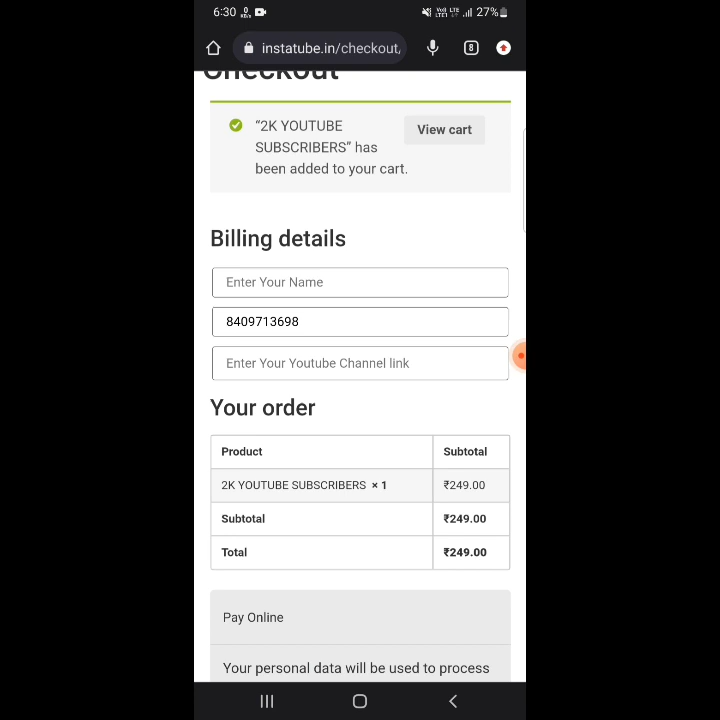 6:30
27%
instatube.in/checkout/
8
Checkout
“2K YOUTUBE
SUBSCRIBERS” has
been added to your cart.
View cart
Billing details
Enter Your Name
8409713698
Enter Your Youtube Channel link
Your order
Product Subtotal
2K YOUTUBE SUBSCRIBERS × 1 ₹249.00
Subtotal ₹249.00
Total ₹249.00
Pay Online
Your personal data will be used to process